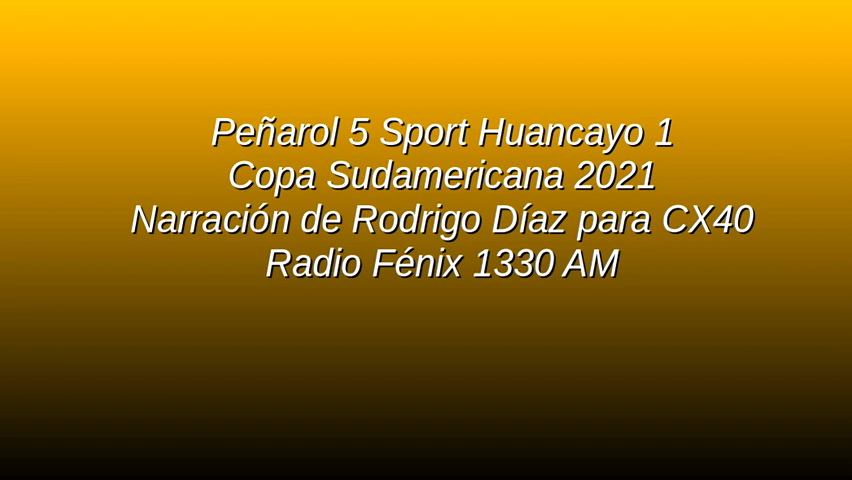 Peñarol 5 Sport Huancayo 1
Copa Sudamericana 2021
Narración de Rodrigo Díaz para CX40
Radio Fénix 1330 AM